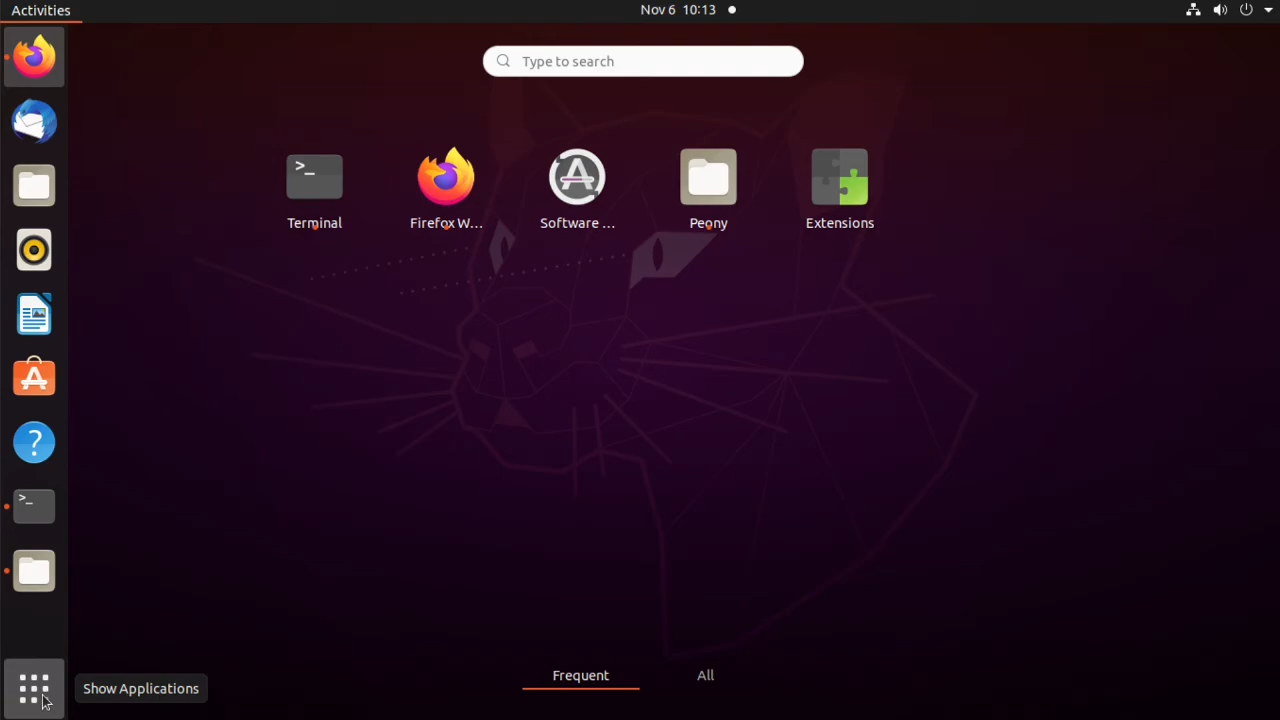 Activities
Nov 6 10:13
Type to search
>_
Terminal
Firefox W...
Software ...
Peony
Extensions
?
>_
Frequent
All
Show Applications